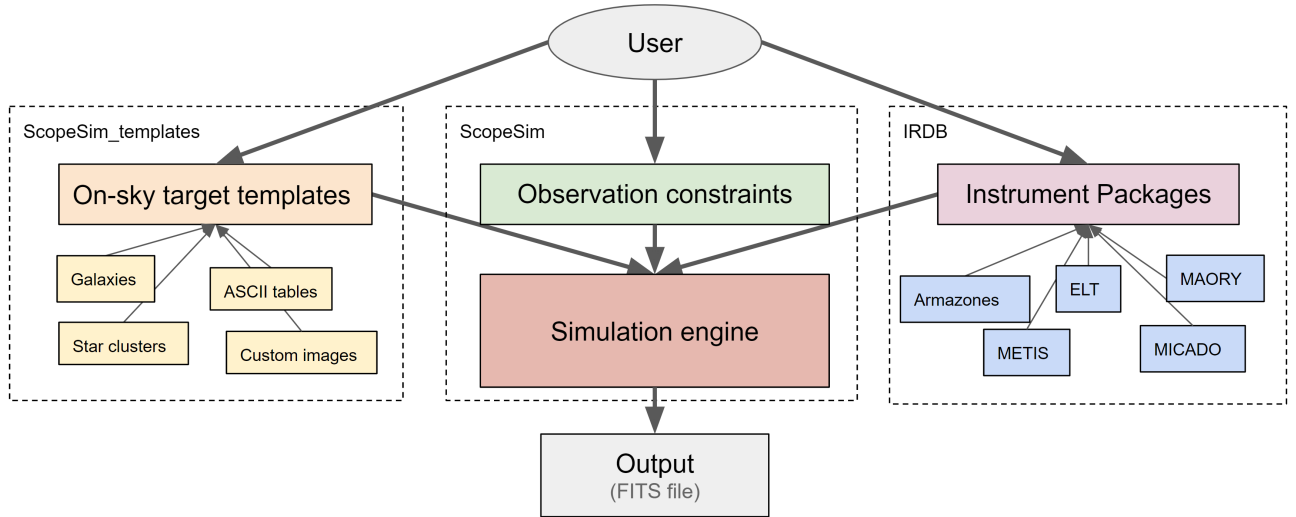 User
ScopeSim_templates
On-sky target templates
Galaxies
ASCII tables
Star clusters
Custom images
ScopeSim
Observation constraints
Simulation engine
IRDB
Instrument Packages
Armazones
ELT
MAORY
METIS
MICADO
Output
(FITS file)